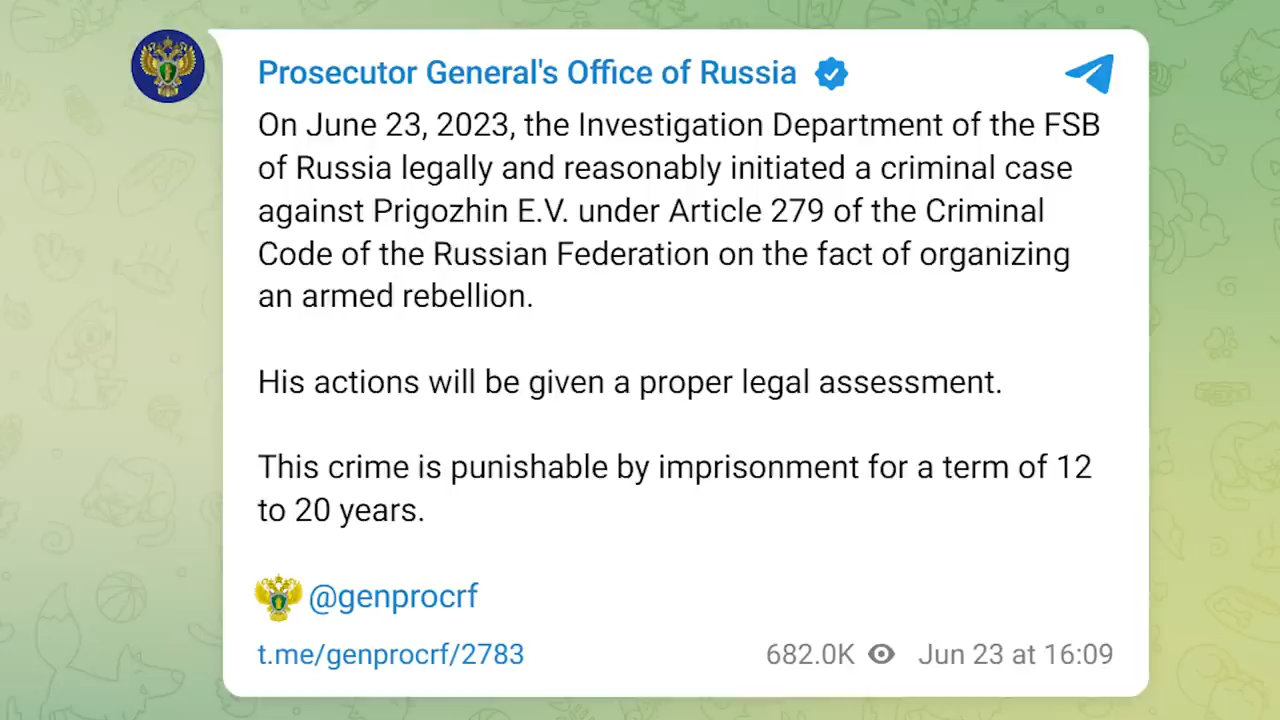 Prosecutor General's Office of Russia
On June 23, 2023, the Investigation Department of the FSB
of Russia legally and reasonably initiated a criminal case
against Prigozhin E.V. under Article 279 of the Criminal
Code of the Russian Federation on the fact of organizing
an armed rebellion.
His actions will be given a proper legal assessment.
This crime is punishable by imprisonment for a term of 12
to 20 years.
@genprocrf
t.me/genprocrf/2783 682.0K Jun 23 at 16:09